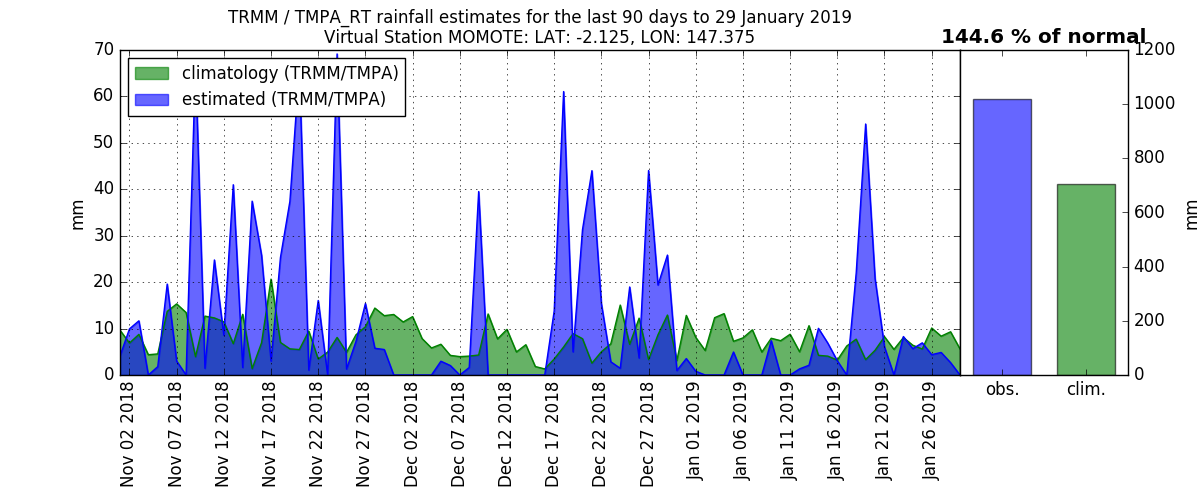 TRMM / TMPA_RT rainfall estimates for the last 90 days to 29 January 2019
Virtual Station MOMOTE: LAT: -2.125, LON: 147.375
144.6 % of normal
climatology (TRMM/TMPA)
estimated (TRMM/TMPA)
70
60
50
40
30
20
10
0
mm
1200
1000
800
600
400
200
0
mm
obs.
clim.
Nov 02 2018
Nov 07 2018
Nov 12 2018
Nov 17 2018
Nov 22 2018
Nov 27 2018
Dec 02 2018
Dec 07 2018
Dec 12 2018
Dec 17 2018
Dec 22 2018
Dec 27 2018
Jan 01 2019
Jan 06 2019
Jan 11 2019
Jan 16 2019
Jan 21 2019
Jan 26 2019